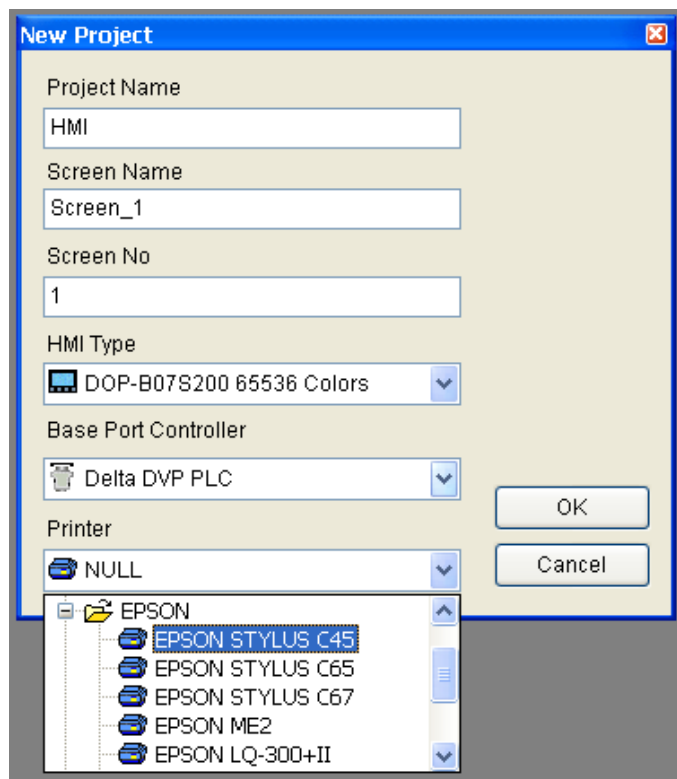 New Project
Project Name
HMI
Screen Name
Screen_1
Screen No
1
HMI Type
DOP-B07S200 65536 Colors
Base Port Controller
Delta DVP PLC
OK
Printer
NULL
Cancel
EPSON
EPSON STYLUS C45
EPSON STYLUS C65
EPSON STYLUS C67
EPSON ME2
EPSON LQ-300+II